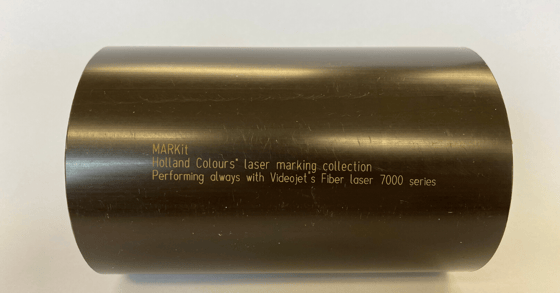 MARKit
Holland Colours' laser marking collection
Performing always with Videojet's Fiber laser 7000 series